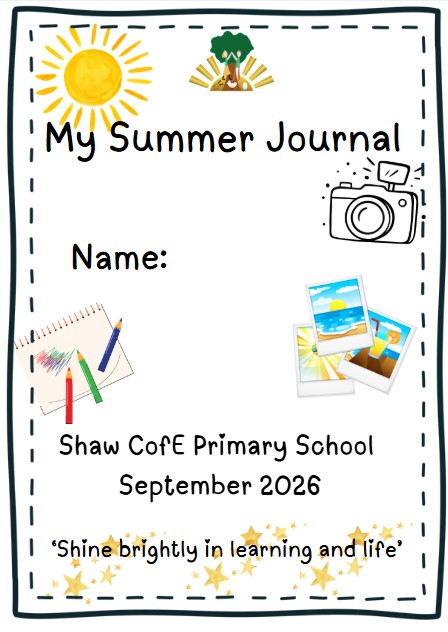 My Summer Journal
Name:
Shaw CofE Primary School
September 2026
‘Shine brightly in learning and life’